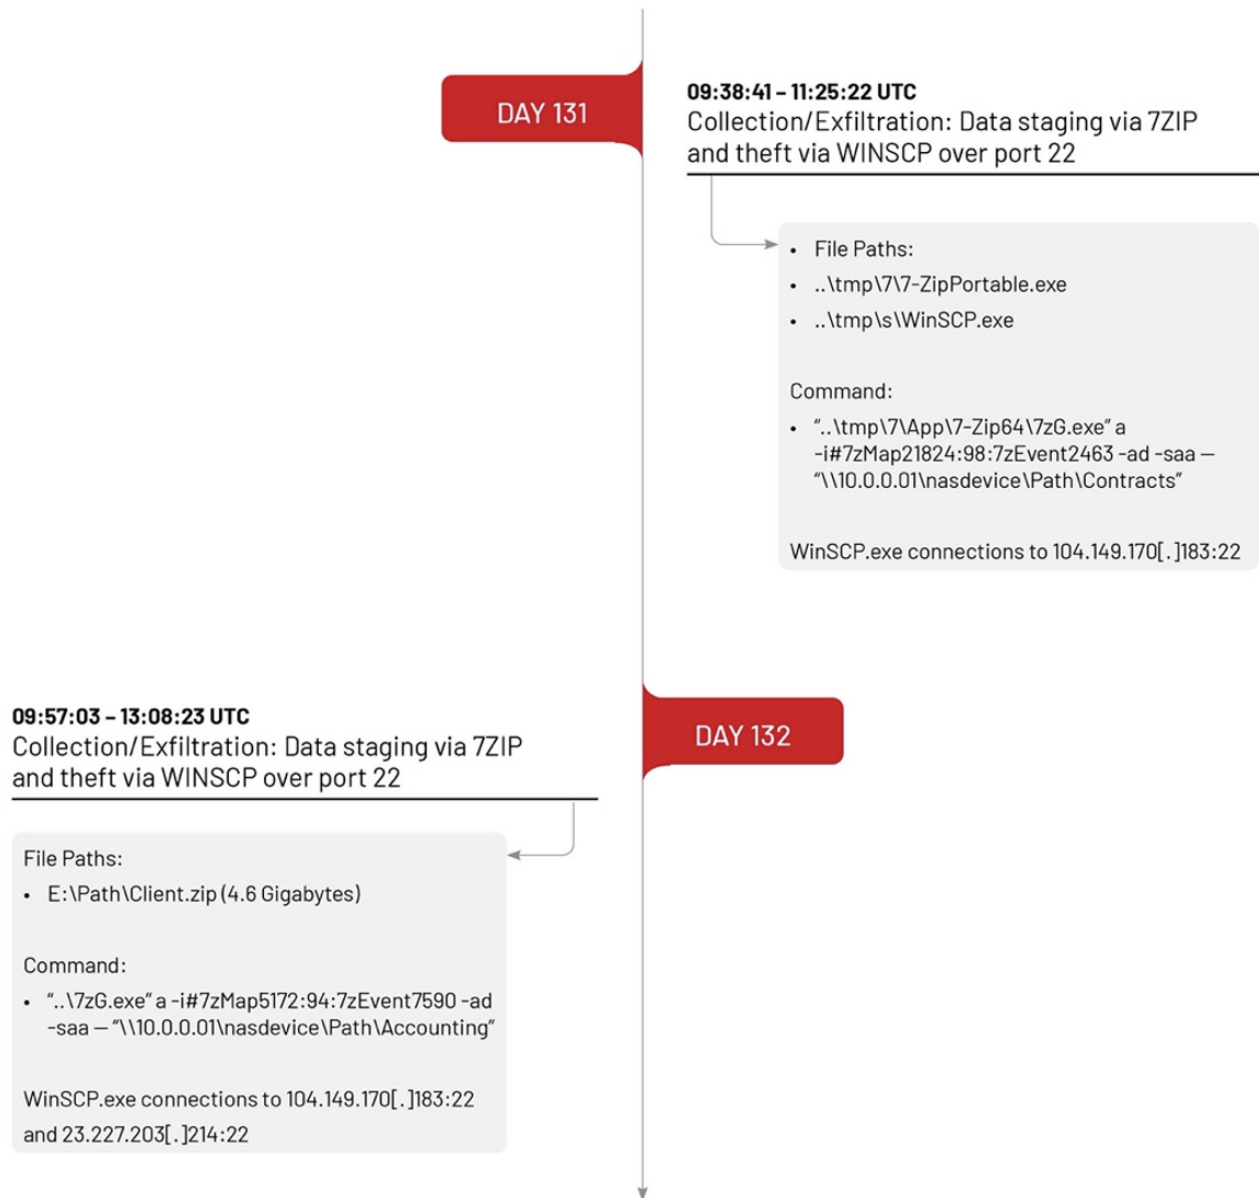 DAY 131
09:38:41 – 11:25:22 UTC
Collection/Exfiltration: Data staging via 7ZIP
and theft via WINSCP over port 22
• File Paths:
• ..\tmp\7\7-ZipPortable.exe
• ..\tmp\s\WinSCP.exe
Command:
• “..\tmp\7\App\7-Zip64\7zG.exe” a
-i#7zMap21824:98:7zEvent2463 -ad -saa —
“\\10.0.0.01\nasdevice\Path\Contracts”
WinSCP.exe connections to 104.149.170[.]183:22
DAY 132
09:57:03 – 13:08:23 UTC
Collection/Exfiltration: Data staging via 7ZIP
and theft via WINSCP over port 22
File Paths:
• E:\Path\Client.zip (4.6 Gigabytes)
Command:
• “..\7zG.exe” a -i#7zMap5172:94:7zEvent7590 -ad
-saa — “\\10.0.0.01\nasdevice\Path\Accounting”
WinSCP.exe connections to 104.149.170[.]183:22
and 23.227.203[.]214:22